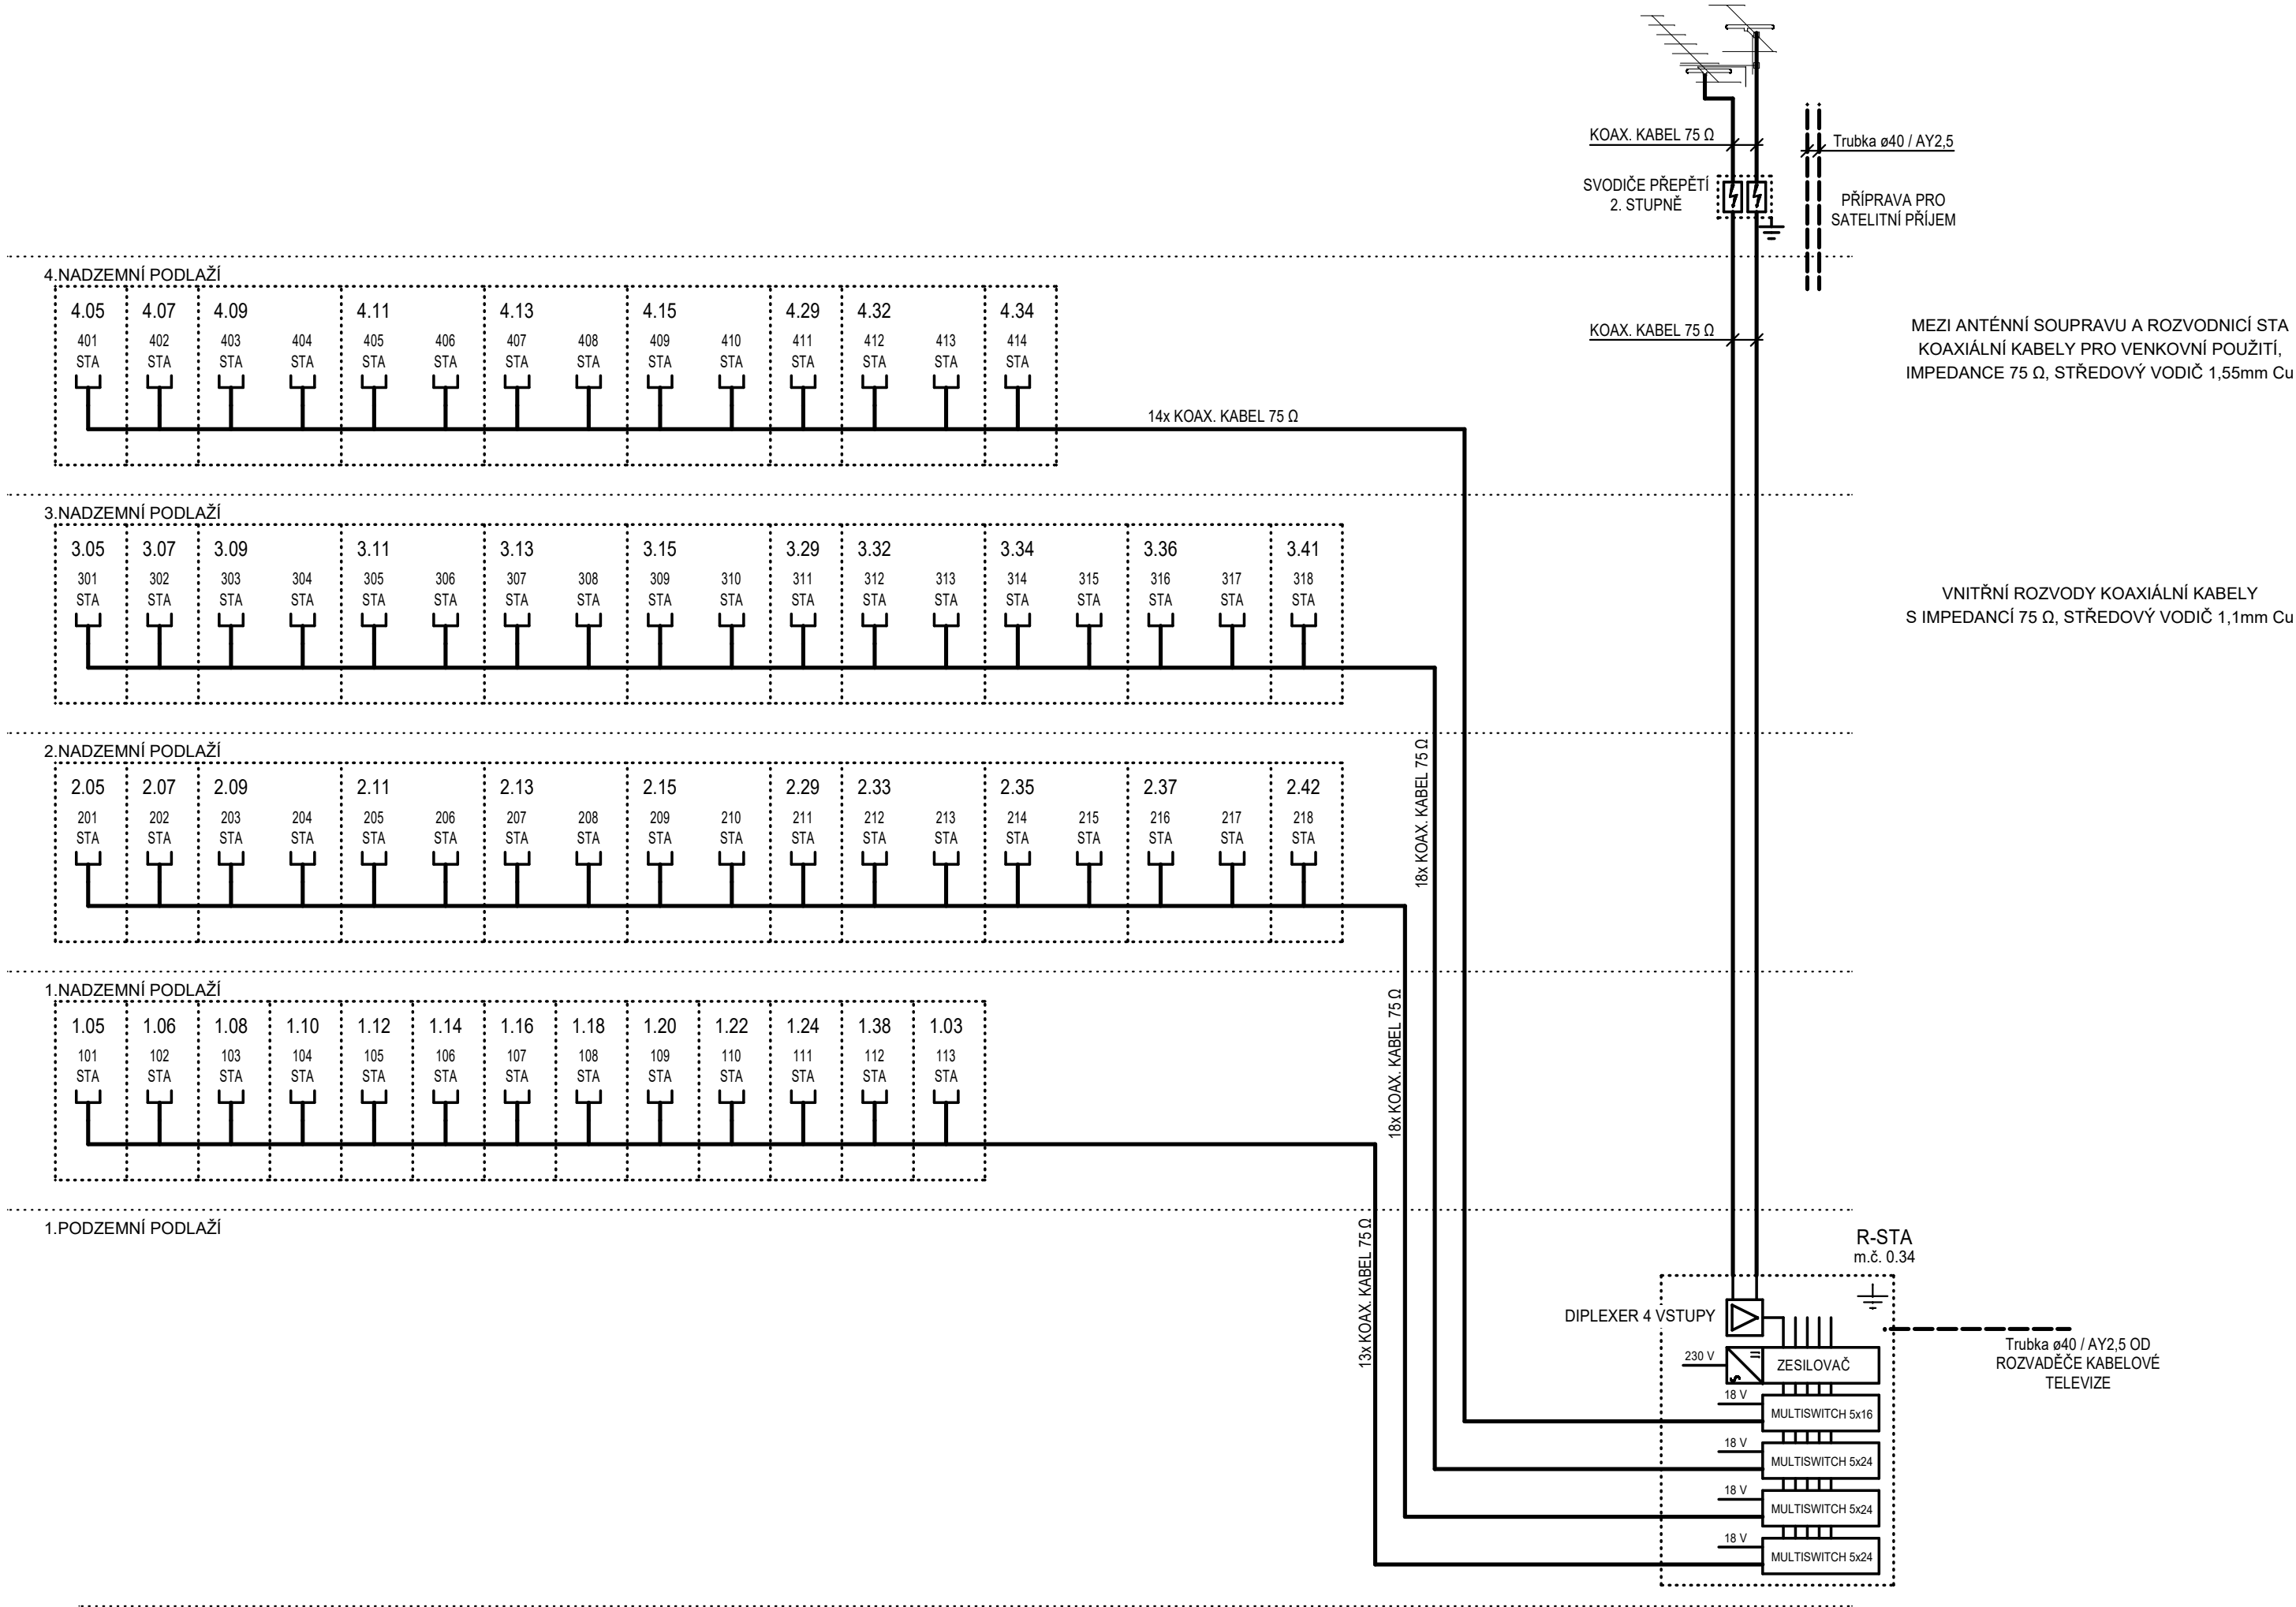 KOAX. KABEL 75 Ω
Trubka ø40 / AY2,5
SVODIČE PŘEPĚTÍ
2. STUPNĚ
PŘÍPRAVA PRO
SATELITNÍ PŘÍJEM
4.NADZEMNÍ PODLAŽÍ
4.05 4.07 4.09 4.11 4.13 4.15 4.29 4.32 4.34
401 402 403 404 405 406 407 408 409 410 411 412 413 414
STA STA STA STA STA STA STA STA STA STA STA STA STA STA
14x KOAX. KABEL 75 Ω
KOAX. KABEL 75 Ω
MEZI ANTÉNNÍ SOUPRAVU A ROZVODNICÍ STA
KOAXIÁLNÍ KABELY PRO VENKOVNÍ POUŽITÍ,
IMPEDANCE 75 Ω, STŘEDOVÝ VODIČ 1,55mm Cu
3.NADZEMNÍ PODLAŽÍ
3.05 3.07 3.09 3.11 3.13 3.15 3.29 3.32 3.34 3.36 3.41
301 302 303 304 305 306 307 308 309 310 311 312 313 314 315 316 317 318
STA STA STA STA STA STA STA STA STA STA STA STA STA STA STA STA STA STA
VNITŘNÍ ROZVODY KOAXIÁLNÍ KABELY
S IMPEDANCÍ 75 Ω, STŘEDOVÝ VODIČ 1,1mm Cu
18x KOAX. KABEL 75 Ω
2.NADZEMNÍ PODLAŽÍ
2.05 2.07 2.09 2.11 2.13 2.15 2.29 2.33 2.35 2.37 2.42
201 202 203 204 205 206 207 208 209 210 211 212 213 214 215 216 217 218
STA STA STA STA STA STA STA STA STA STA STA STA STA STA STA STA STA STA
18x KOAX. KABEL 75 Ω
1.NADZEMNÍ PODLAŽÍ
1.05 1.06 1.08 1.10 1.12 1.14 1.16 1.18 1.20 1.22 1.24 1.38 1.03
101 102 103 104 105 106 107 108 109 110 111 112 113
STA STA STA STA STA STA STA STA STA STA STA STA STA
13x KOAX. KABEL 75 Ω
1.PODZEMNÍ PODLAŽÍ
R-STA
m.č. 0.34
DIPLEXER 4 VSTUPY
230 V
ZESILOVAČ
18 V
MULTISWITCH 5x16
18 V
MULTISWITCH 5x24
18 V
MULTISWITCH 5x24
18 V
MULTISWITCH 5x24
Trubka ø40 / AY2,5 OD
ROZVADĚČE KABELOVÉ
TELEVIZE